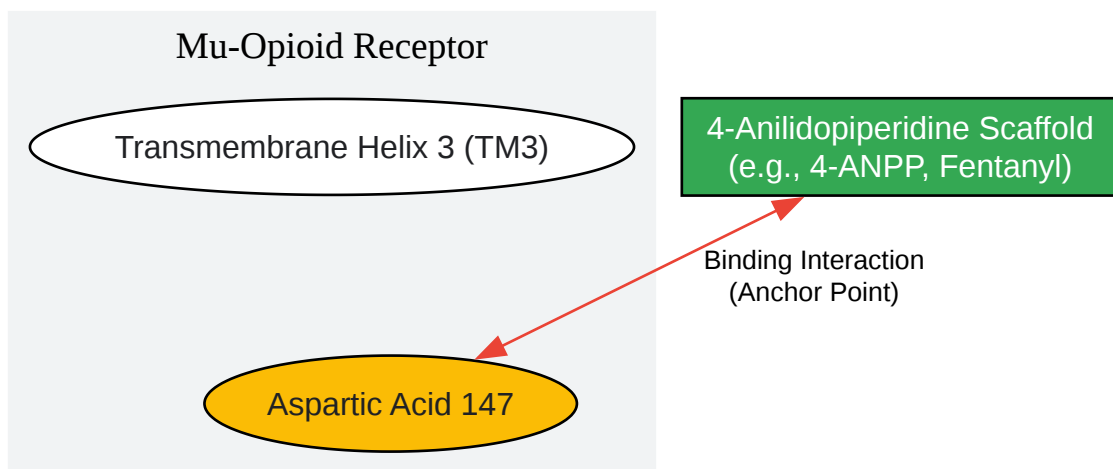 Mu-Opioid Receptor
Transmembrane Helix 3 (TM3)
4-Anilidopiperidine Scaffold
(e.g., 4-ANPP, Fentanyl)
Binding Interaction
(Anchor Point)
Aspartic Acid 147